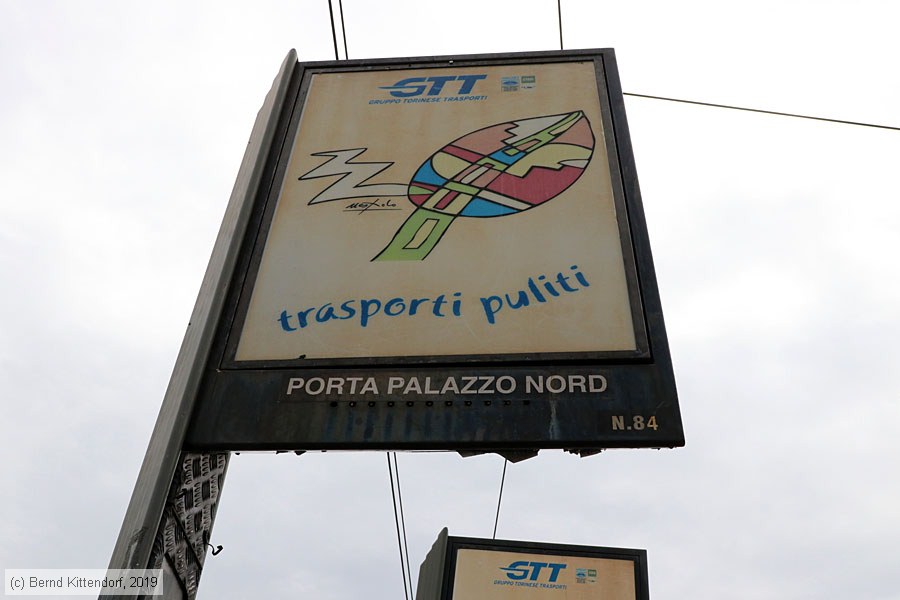 GTT
GRUPPO TORINESE TRASPORTI
trasporti puliti
PORTA PALAZZO NORD
N.84
GTT
GRUPPO TORINESE TRASPORTI
(c) Bernd Kittendorf, 2019